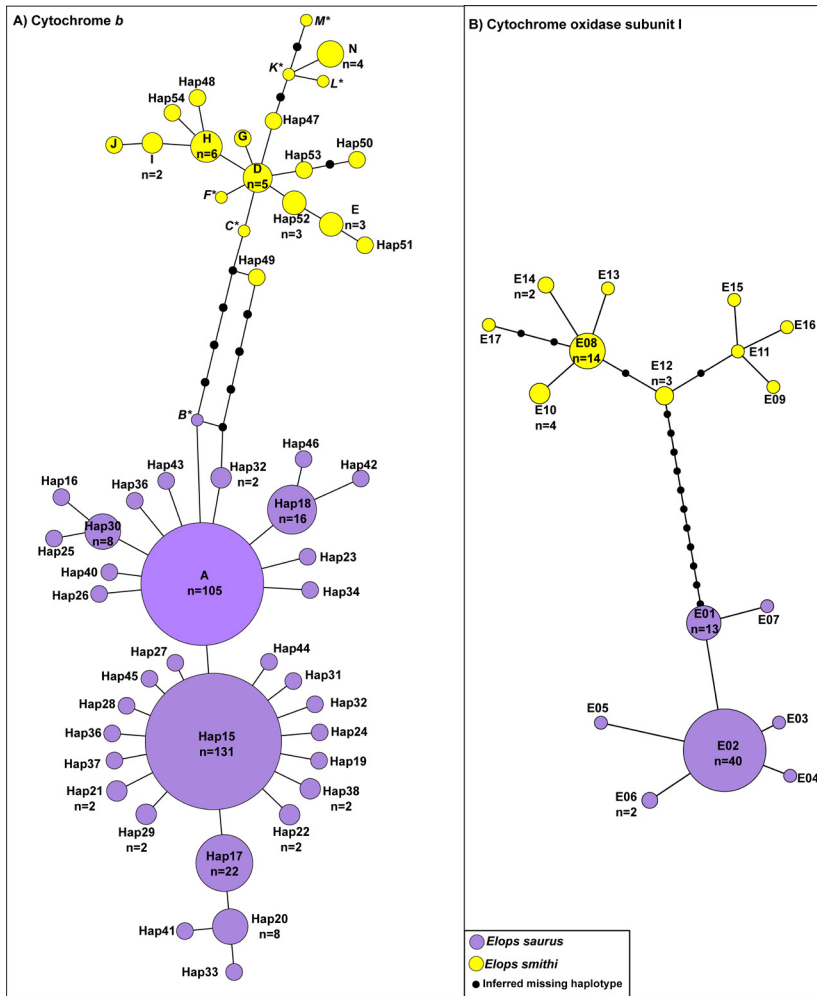 A) Cytochrome b
M*
N
n=4
K*
L*
Hap48
Hap54
Hap47
H
n=6
G
J
I
n=2
Hap50
Hap53
D
n=5
F*
Hap52
n=3
E
n=3
C*
Hap51
Hap49
B*
Hap46
Hap43
Hap32
n=2
Hap42
Hap16
Hap36
Hap18
n=16
Hap30
n=8
Hap25
Hap23
Hap40
A
n=105
Hap34
Hap26
Hap27
Hap44
Hap45
Hap31
Hap28
Hap32
Hap36
Hap24
Hap15
n=131
Hap37
Hap19
Hap21
n=2
Hap38
n=2
Hap29
n=2
Hap22
n=2
Hap17
n=22
Hap41
Hap20
n=8
Hap33
B) Cytochrome oxidase subunit I
E14
n=2
E13
E15
E17
E08
n=14
E16
E12
n=3
E11
E10
n=4
E09
E01
n=13
E07
E05
E03
E02
n=40
E04
E06
n=2
Elops saurus
Elops smithi
Inferred missing haplotype